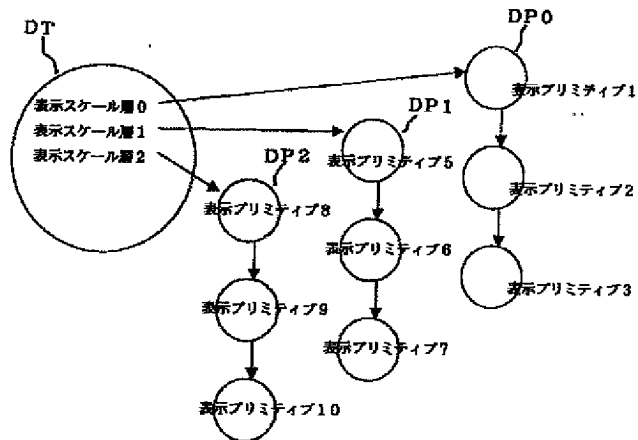 DT
DP0
表示スケール層0
表示プリミティブ1
表示スケール層1
DP1
表示スケール層2
DP2
表示プリミティブ5
表示プリミティブ2
表示プリミティブ8
表示プリミティブ6
表示プリミティブ3
表示プリミティブ9
表示プリミティブ7
表示プリミティブ10